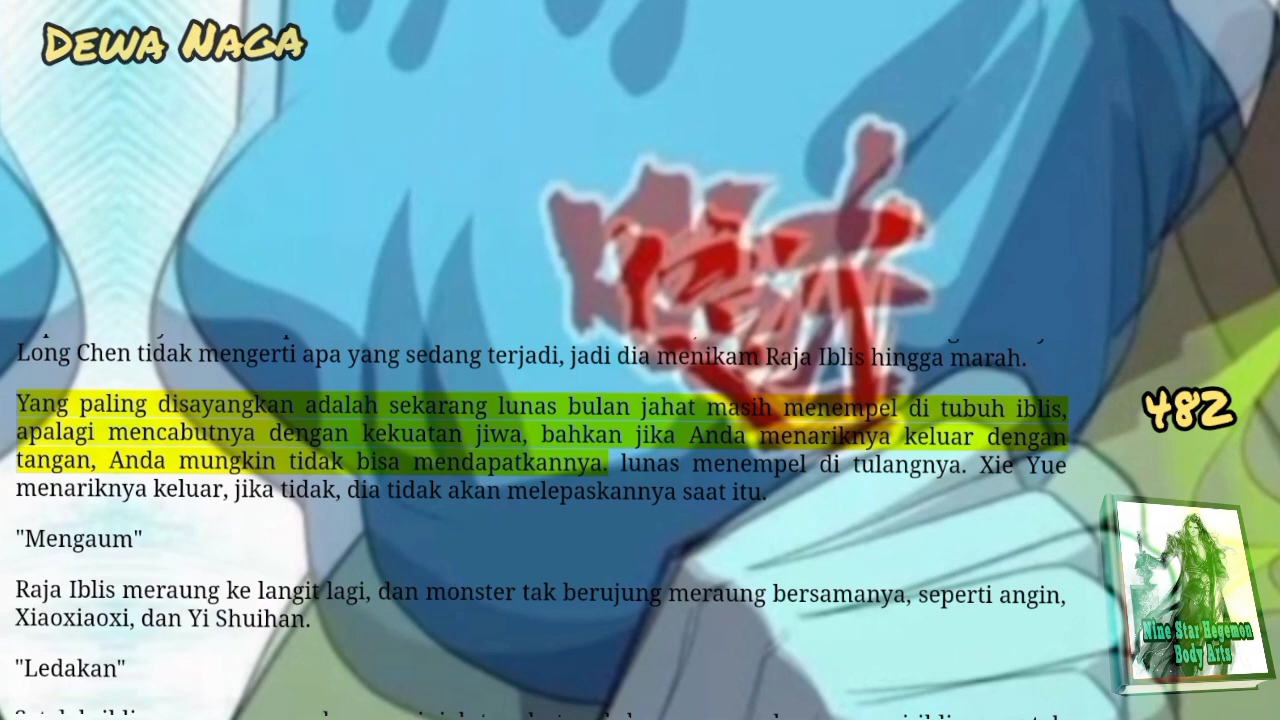 Dewa Naga
Long Chen tidak mengerti apa yang sedang terjadi, jadi dia menikam Raja Iblis hingga marah.
Yang paling disayangkan adalah sekarang lunas bulan jahat masih menempel di tubuh iblis,
apalagi mencabutnya dengan kekuatan jiwa, bahkan jika Anda menariknya keluar dengan
tangan, Anda mungkin tidak bisa mendapatkannya. lunas menempel di tulangnya. Xie Yue
menariknya keluar, jika tidak, dia tidak akan melepaskannya saat itu.
482
"Mengaum"
Raja Iblis meraung ke langit lagi, dan monster tak berujung meraung bersamanya, seperti angin,
Xiaoxiaoxi, dan Yi Shuihan.
"Ledakan"
Nine Star Hegemon
Body Arts